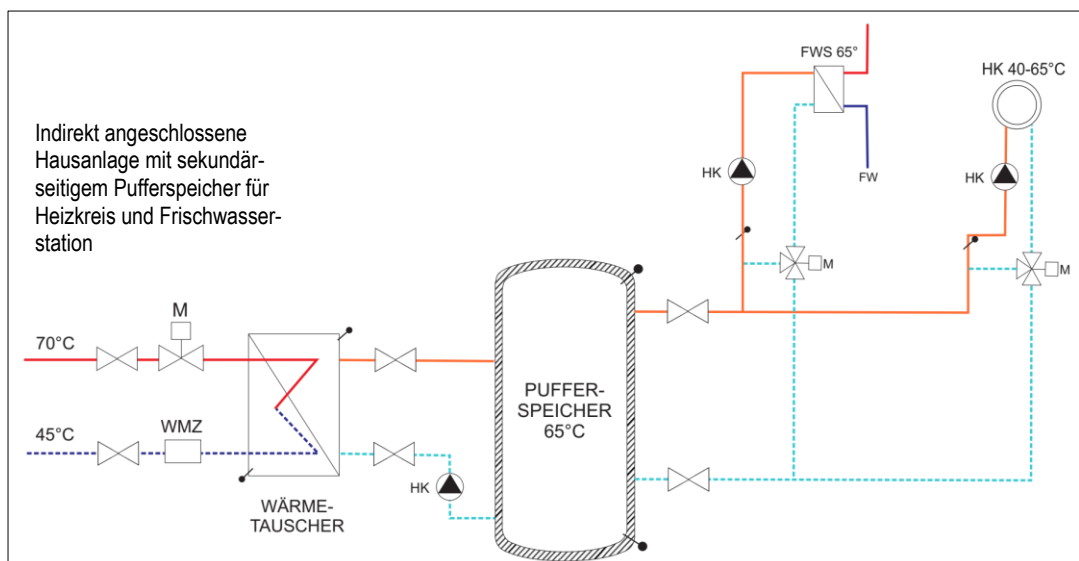 Indirekt angeschlossene
Hausanlage mit sekundär-
seitigem Pufferspeicher für
Heizkreis und Frischwasser-
station
FWS 65°
HK 40-65°C
HK
FW
HK
M
M
M
70°C
45°C
WMZ
WÄRME-
TAUSCHER
HK
PUFFER-
SPEICHER
65°C